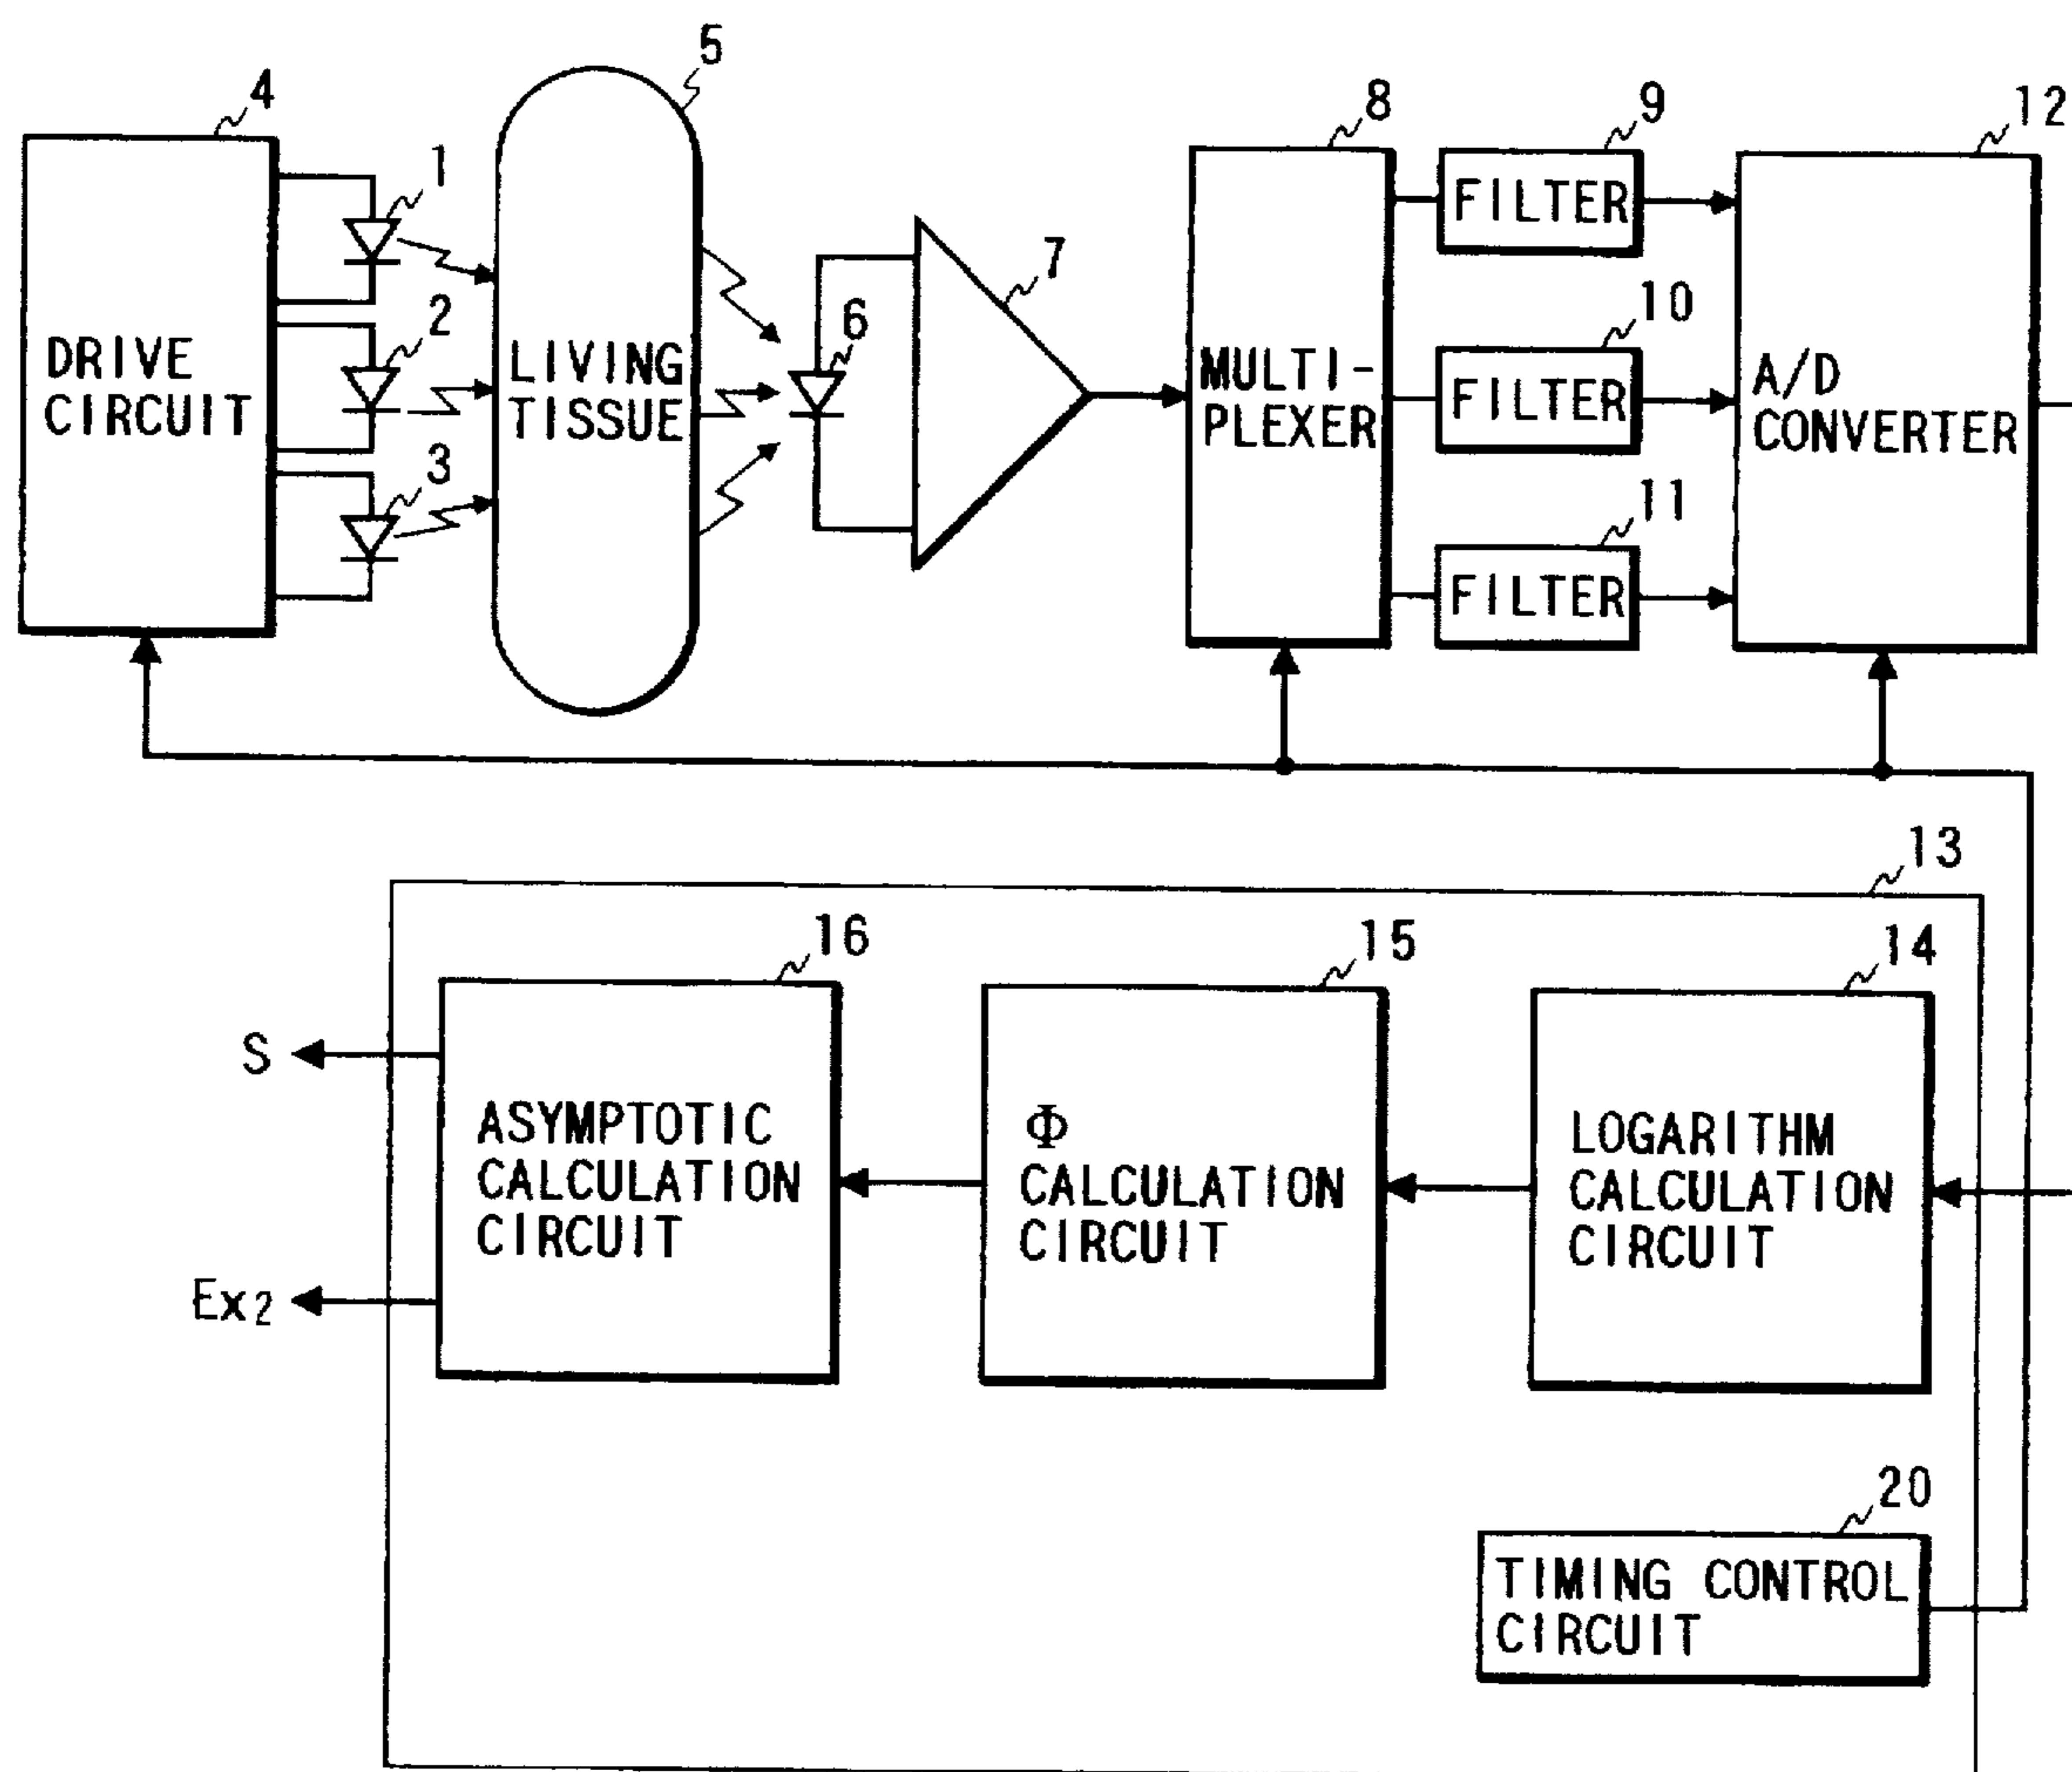 5
4
8
9
12
1
FILTER
7
2
6
10
DRIVE
CIRCUIT
LIVING
TISSUE
MULTI-
PLEXER
FILTER
A/D
CONVERTER
3
11
FILTER
13
16
15
14
S
ASYMPTOTIC
CALCULATION
CIRCUIT
Φ
CALCULATION
CIRCUIT
LOGARITHM
CALCULATION
CIRCUIT
Ex2
20
TIMING CONTROL
CIRCUIT